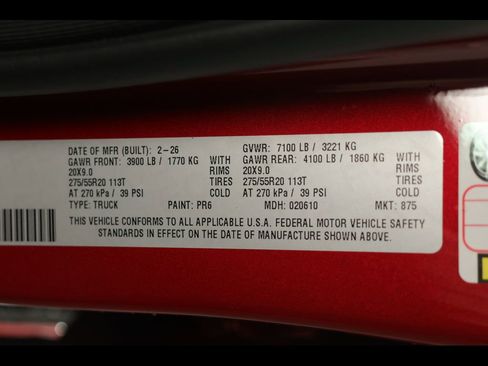 DATE OF MFR (BUILT): 2-26 GVWR: 7100 LB / 3221 KG
GAWR FRONT: 3900 LB / 1770 KG WITH GAWR REAR: 4100 LB / 1860 KG WITH
20X9.0 RIMS 20X9.0 RIMS
275/55R20 113T TIRES 275/55R20 113T TIRES
AT 270 kPa / 39 PSI COLD AT 270 kPa / 39 PSI COLD
TYPE: TRUCK PAINT: PR6 MDH: 020610 MKT: 875
THIS VEHICLE CONFORMS TO ALL APPLICABLE U.S.A. FEDERAL MOTOR VEHICLE SAFETY
STANDARDS IN EFFECT ON THE DATE OF MANUFACTURE SHOWN ABOVE.